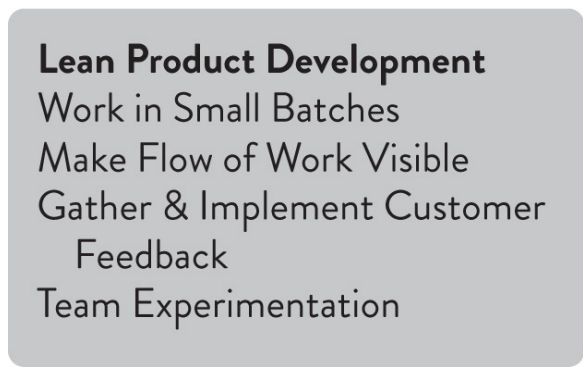 Lean Product Development
Work in Small Batches
Make Flow of Work Visible
Gather & Implement Customer
Feedback
Team Experimentation